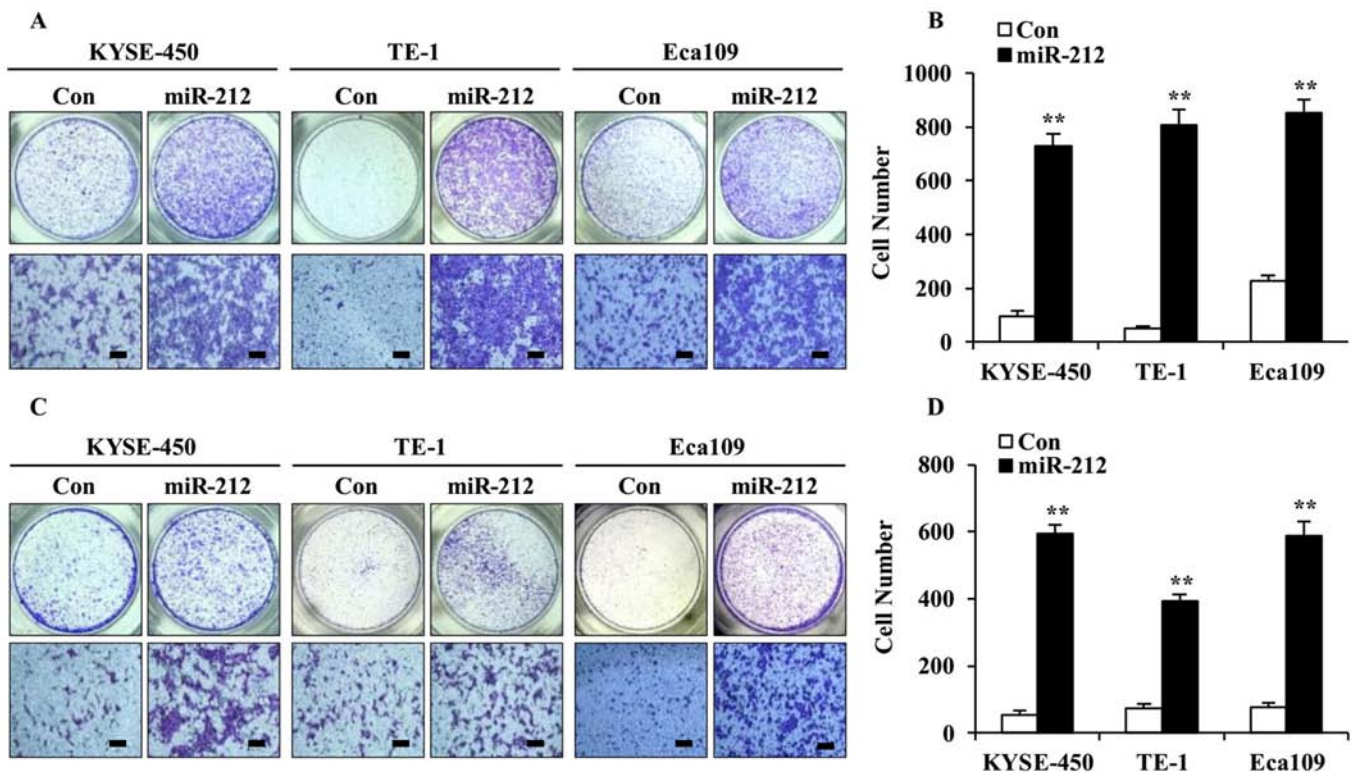 A
KYSE-450 TE-1 Eca109
Con miR-212 Con miR-212 Con miR-212
B
Con
miR-212
1000
800
600
400
200
0
Cell Number
** ** **
KYSE-450 TE-1 Eca109
C
KYSE-450 TE-1 Eca109
Con miR-212 Con miR-212 Con miR-212
D
Con
miR-212
800
600
400
200
0
Cell Number
** ** **
KYSE-450 TE-1 Eca109